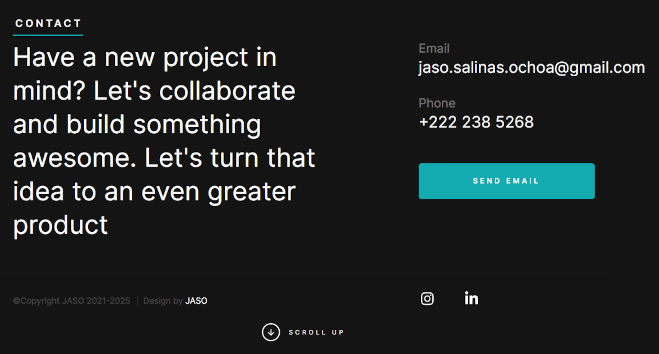 CONTACT
Have a new project in
mind? Let's collaborate
and build something
awesome. Let's turn that
idea to an even greater
product
Email
jaso.salinas.ochoa@gmail.com
Phone
+222 238 5268
SEND EMAIL
©Copyright JASO 2021-2025 | Design by JASO
in
SCROLL UP